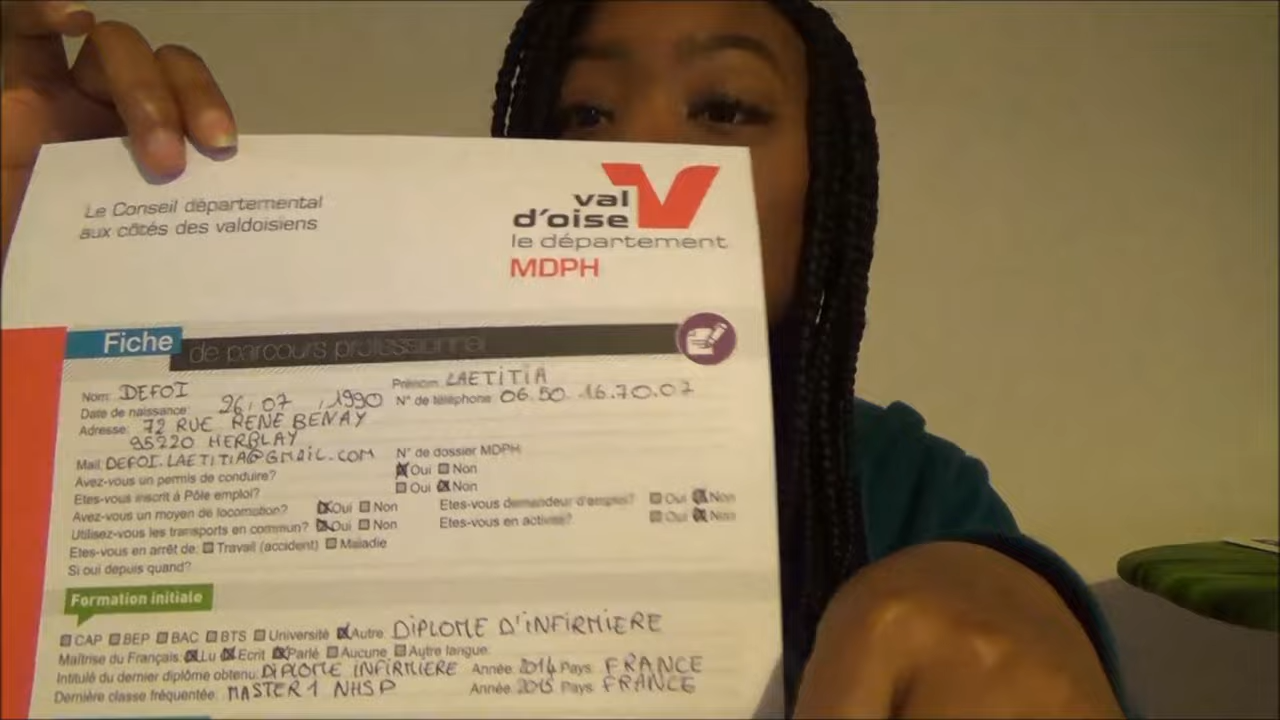 Le Conseil départemental
aux côtés des valdoisiens
val
d'oise
le département
MDPH
Fiche de parcours professionnel
Nom: DEFOI Prénom: LAETITIA
Date de naissance: 26/07/1990 N° de téléphone: 06.50.16.70.07
Adresse: 72 RUE RENE BENAY
95220 HERBLAY
Mail: DEFOI.LAETITIA@GMAIL.COM N° de dossier MDPH
Avez-vous un permis de conduire? Oui Non
Etes-vous inscrit à Pôle emploi? Oui Non
Avez-vous un moyen de locomotion? Oui Non Etes-vous demandeur d'emploi? Oui Non
Utilisez-vous les transports en commun? Oui Non Etes-vous en activité? Oui Non
Etes-vous en arrêt de: Travail (accident) Maladie
Si oui depuis quand?
Formation initiale
CAP BEP BAC BTS Université Autre: DIPLOME D'INFIRMIERE
Maîtrise du Français: Lu Ecrit Parlé Aucune Autre langue:
Intitulé du dernier diplôme obtenu: DIPLOME INFIRMIERE Année: 2014 Pays: FRANCE
Dernière classe fréquentée: MASTER 1 NHSP Année: 2015 Pays: FRANCE